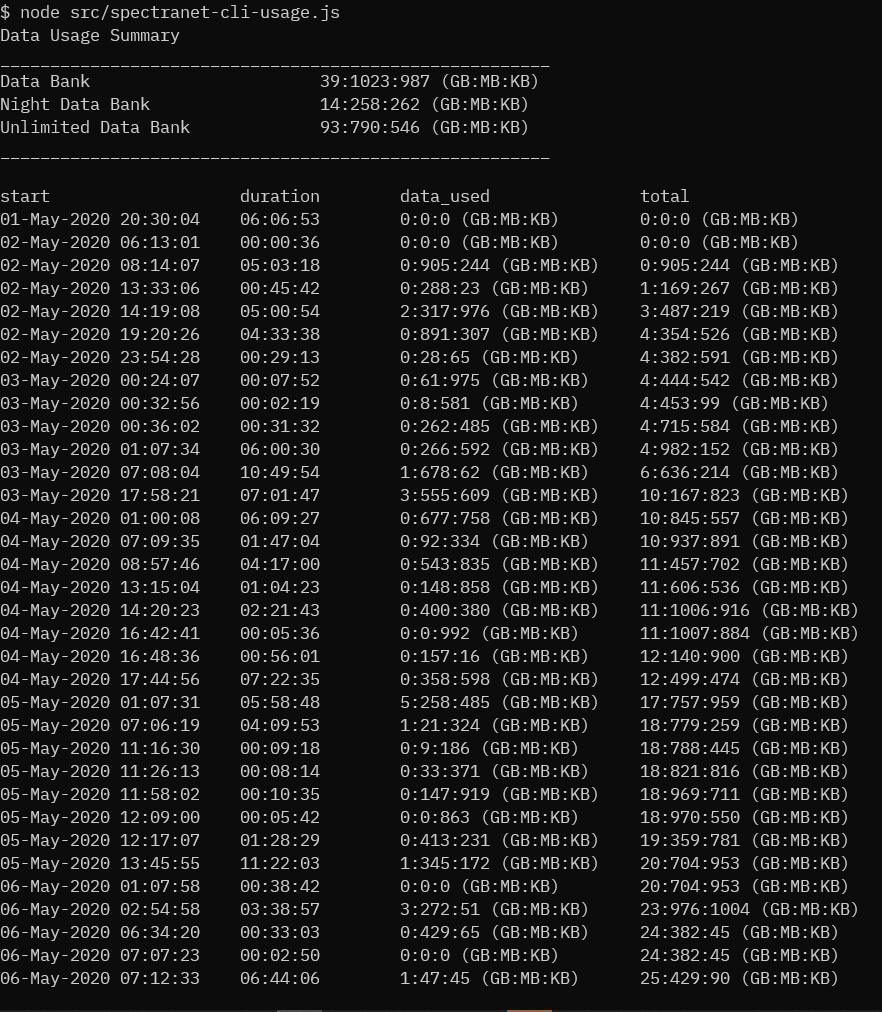 $ node src/spectranet-cli-usage.js
Data Usage Summary
_______________________________________________________
Data Bank                       39:1023:987 (GB:MB:KB)
Night Data Bank                 14:258:262 (GB:MB:KB)
Unlimited Data Bank             93:790:546 (GB:MB:KB)
_______________________________________________________
start                   duration        data_used               total
01-May-2020 20:30:04    06:06:53        0:0:0 (GB:MB:KB)        0:0:0 (GB:MB:KB)
02-May-2020 06:13:01    00:00:36        0:0:0 (GB:MB:KB)        0:0:0 (GB:MB:KB)
02-May-2020 08:14:07    05:03:18        0:905:244 (GB:MB:KB)    0:905:244 (GB:MB:KB)
02-May-2020 13:33:06    00:45:42        0:288:23 (GB:MB:KB)     1:169:267 (GB:MB:KB)
02-May-2020 14:19:08    05:00:54        2:317:976 (GB:MB:KB)    3:487:219 (GB:MB:KB)
02-May-2020 19:20:26    04:33:38        0:891:307 (GB:MB:KB)    4:354:526 (GB:MB:KB)
02-May-2020 23:54:28    00:29:13        0:28:65 (GB:MB:KB)      4:382:591 (GB:MB:KB)
03-May-2020 00:24:07    00:07:52        0:61:975 (GB:MB:KB)     4:444:542 (GB:MB:KB)
03-May-2020 00:32:56    00:02:19        0:8:581 (GB:MB:KB)      4:453:99 (GB:MB:KB)
03-May-2020 00:36:02    00:31:32        0:262:485 (GB:MB:KB)    4:715:584 (GB:MB:KB)
03-May-2020 01:07:34    06:00:30        0:266:592 (GB:MB:KB)    4:982:152 (GB:MB:KB)
03-May-2020 07:08:04    10:49:54        1:678:62 (GB:MB:KB)     6:636:214 (GB:MB:KB)
03-May-2020 17:58:21    07:01:47        3:555:609 (GB:MB:KB)    10:167:823 (GB:MB:KB)
04-May-2020 01:00:08    06:09:27        0:677:758 (GB:MB:KB)    10:845:557 (GB:MB:KB)
04-May-2020 07:09:35    01:47:04        0:92:334 (GB:MB:KB)     10:937:891 (GB:MB:KB)
04-May-2020 08:57:46    04:17:00        0:543:835 (GB:MB:KB)    11:457:702 (GB:MB:KB)
04-May-2020 13:15:04    01:04:23        0:148:858 (GB:MB:KB)    11:606:536 (GB:MB:KB)
04-May-2020 14:20:23    02:21:43        0:400:380 (GB:MB:KB)    11:1006:916 (GB:MB:KB)
04-May-2020 16:42:41    00:05:36        0:0:992 (GB:MB:KB)      11:1007:884 (GB:MB:KB)
04-May-2020 16:48:36    00:56:01        0:157:16 (GB:MB:KB)     12:140:900 (GB:MB:KB)
04-May-2020 17:44:56    07:22:35        0:358:598 (GB:MB:KB)    12:499:474 (GB:MB:KB)
05-May-2020 01:07:31    05:58:48        5:258:485 (GB:MB:KB)    17:757:959 (GB:MB:KB)
05-May-2020 07:06:19    04:09:53        1:21:324 (GB:MB:KB)     18:779:259 (GB:MB:KB)
05-May-2020 11:16:30    00:09:18        0:9:186 (GB:MB:KB)      18:788:445 (GB:MB:KB)
05-May-2020 11:26:13    00:08:14        0:33:371 (GB:MB:KB)     18:821:816 (GB:MB:KB)
05-May-2020 11:58:02    00:10:35        0:147:919 (GB:MB:KB)    18:969:711 (GB:MB:KB)
05-May-2020 12:09:00    00:05:42        0:0:863 (GB:MB:KB)      18:970:550 (GB:MB:KB)
05-May-2020 12:17:07    01:28:29        0:413:231 (GB:MB:KB)    19:359:781 (GB:MB:KB)
05-May-2020 13:45:55    11:22:03        1:345:172 (GB:MB:KB)    20:704:953 (GB:MB:KB)
06-May-2020 01:07:58    00:38:42        0:0:0 (GB:MB:KB)        20:704:953 (GB:MB:KB)
06-May-2020 02:54:58    03:38:57        3:272:51 (GB:MB:KB)     23:976:1004 (GB:MB:KB)
06-May-2020 06:34:20    00:33:03        0:429:65 (GB:MB:KB)     24:382:45 (GB:MB:KB)
06-May-2020 07:07:23    00:02:50        0:0:0 (GB:MB:KB)        24:382:45 (GB:MB:KB)
06-May-2020 07:12:33    06:44:06        1:47:45 (GB:MB:KB)      25:429:90 (GB:MB:KB)